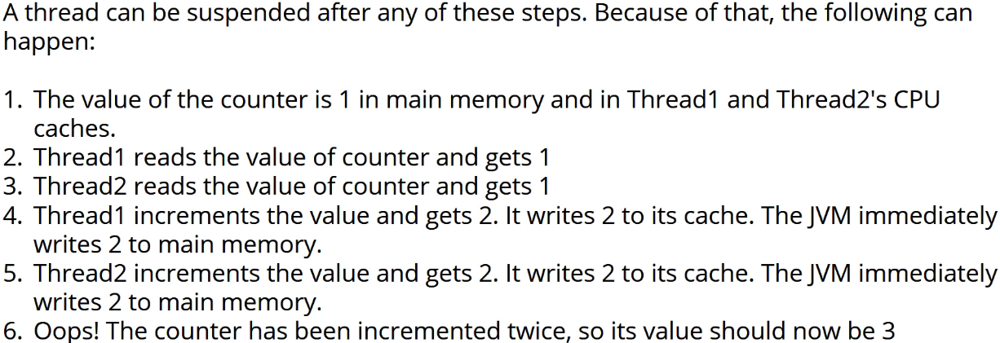 A thread can be suspended after any of these steps. Because of that, the following can
happen:
1. The value of the counter is 1 in main memory and in Thread1 and Thread2's CPU
caches.
2. Thread1 reads the value of counter and gets 1
3. Thread2 reads the value of counter and gets 1
4. Thread1 increments the value and gets 2. It writes 2 to its cache. The JVM immediately
writes 2 to main memory.
5. Thread2 increments the value and gets 2. It writes 2 to its cache. The JVM immediately
writes 2 to main memory.
6. Oops! The counter has been incremented twice, so its value should now be 3